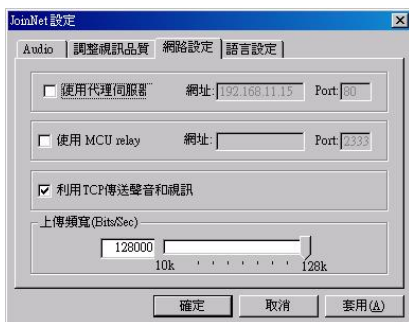 JoinNet 設定
Audio 調整視訊品質 網路設定 語言設定
使用代理伺服器 網址: 192.168.11.15 Port: 80
使用 MCU relay 網址: Port: 2333
利用TCP傳送聲音和視訊
上傳頻寬(Bits/Sec)
128000
10k 128k
確定 取消 套用(A)